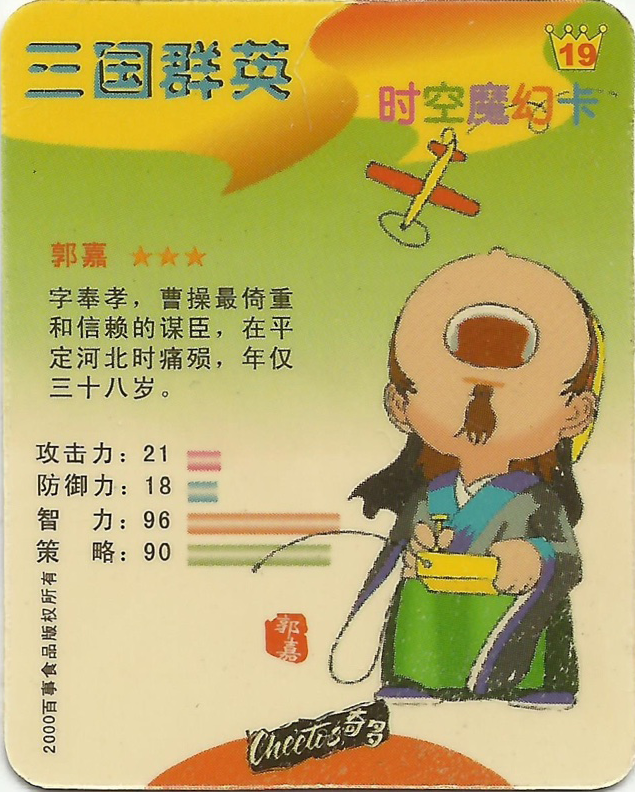 三国群英
19
时空魔幻卡
郭嘉 ★★★
字奉孝，曹操最倚重
和信赖的谋臣，在平
定河北时痛殒，年仅
三十八岁。
攻击力：21
防御力：18
智　力：96
策　略：90
2000百事食品版权所有
郭嘉
Cheetos奇多